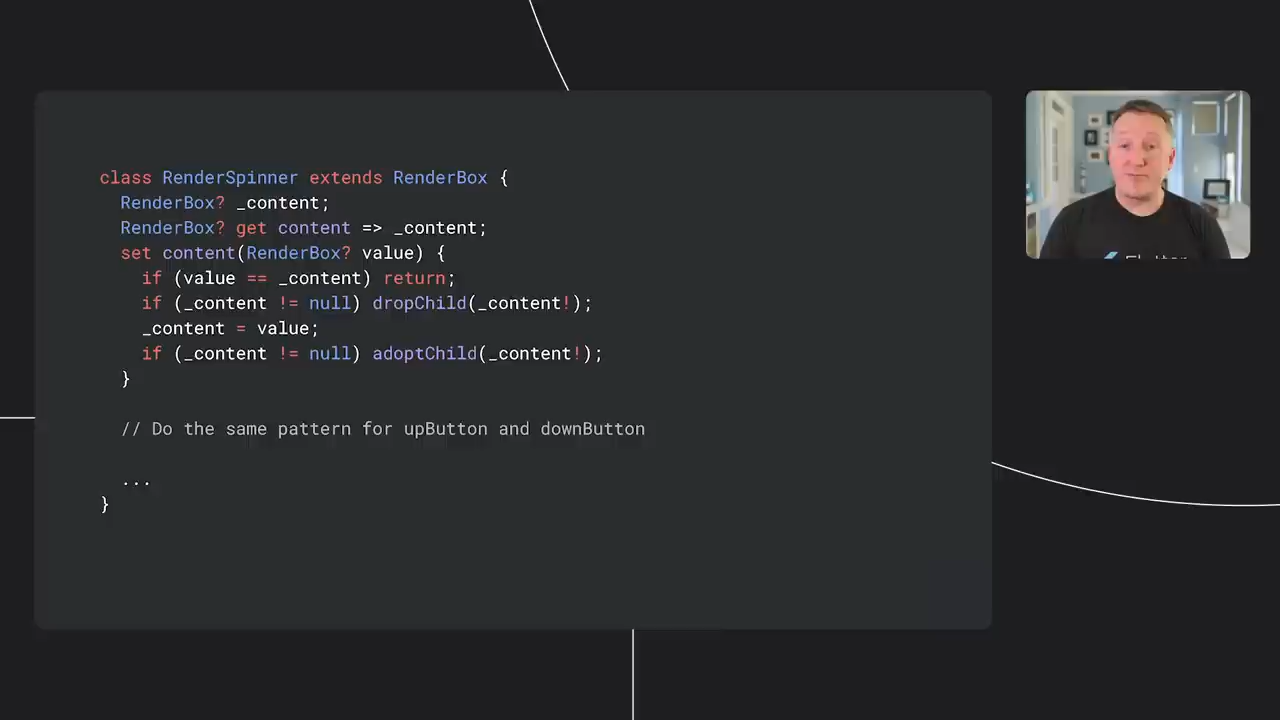 class RenderSpinner extends RenderBox {
  RenderBox? _content;
  RenderBox? get content => _content;
  set content(RenderBox? value) {
    if (value == _content) return;
    if (_content != null) dropChild(_content!);
    _content = value;
    if (_content != null) adoptChild(_content!);
  }

  // Do the same pattern for upButton and downButton

  ...
}